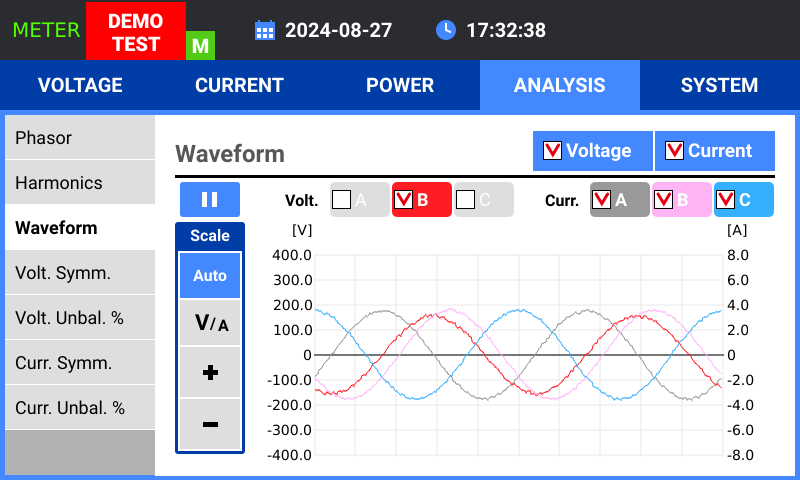 METER
DEMO
TEST
M
2024-08-27
17:32:38
VOLTAGE CURRENT POWER ANALYSIS SYSTEM
Phasor
Harmonics
Waveform
Volt. Symm.
Volt. Unbal. %
Curr. Symm.
Curr. Unbal. %
Waveform
Voltage Current
Volt. A B C Curr. A B C
Scale
Auto
V/A
+
−
[V] [A]
400.0 8.0
300.0 6.0
200.0 4.0
100.0 2.0
0 0
-100.0 -2.0
-200.0 -4.0
-300.0 -6.0
-400.0 -8.0